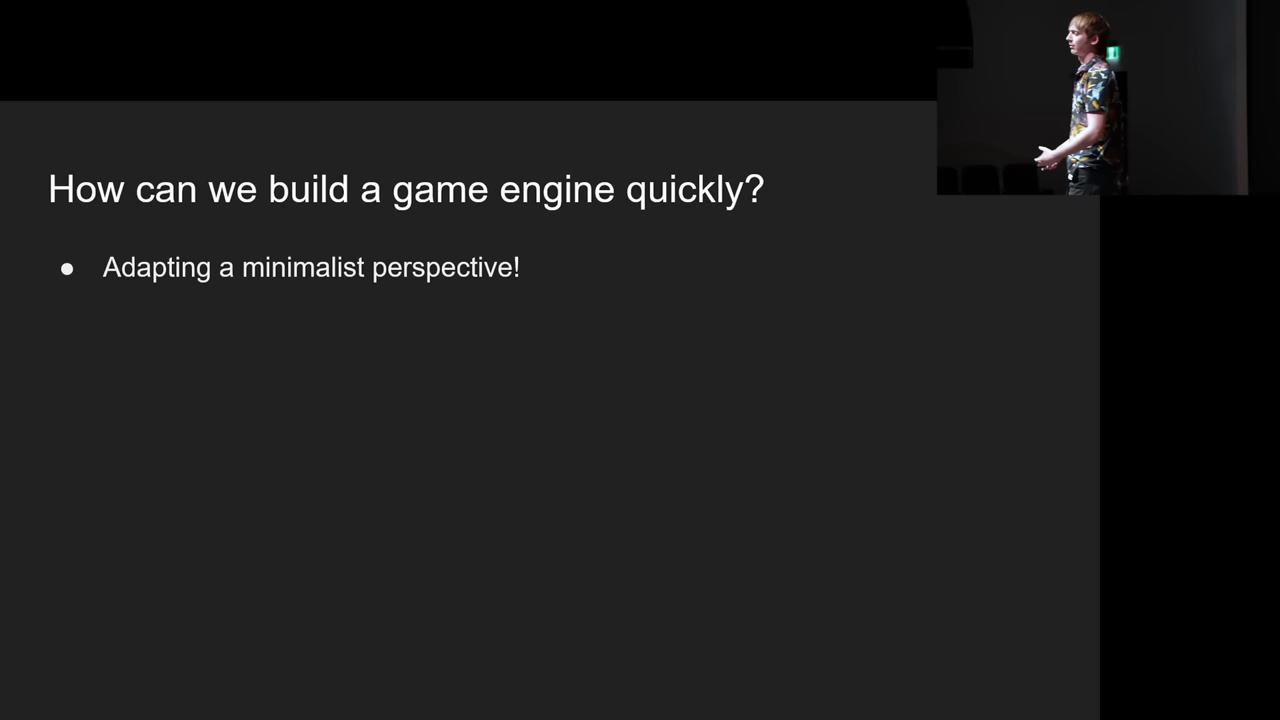 How can we build a game engine quickly?
● Adapting a minimalist perspective!